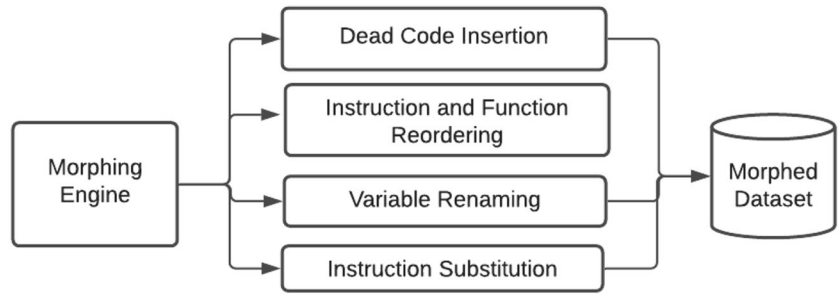 Dead Code Insertion
Instruction and Function
Reordering
Morphing
Engine
Variable Renaming
Instruction Substitution
Morphed
Dataset